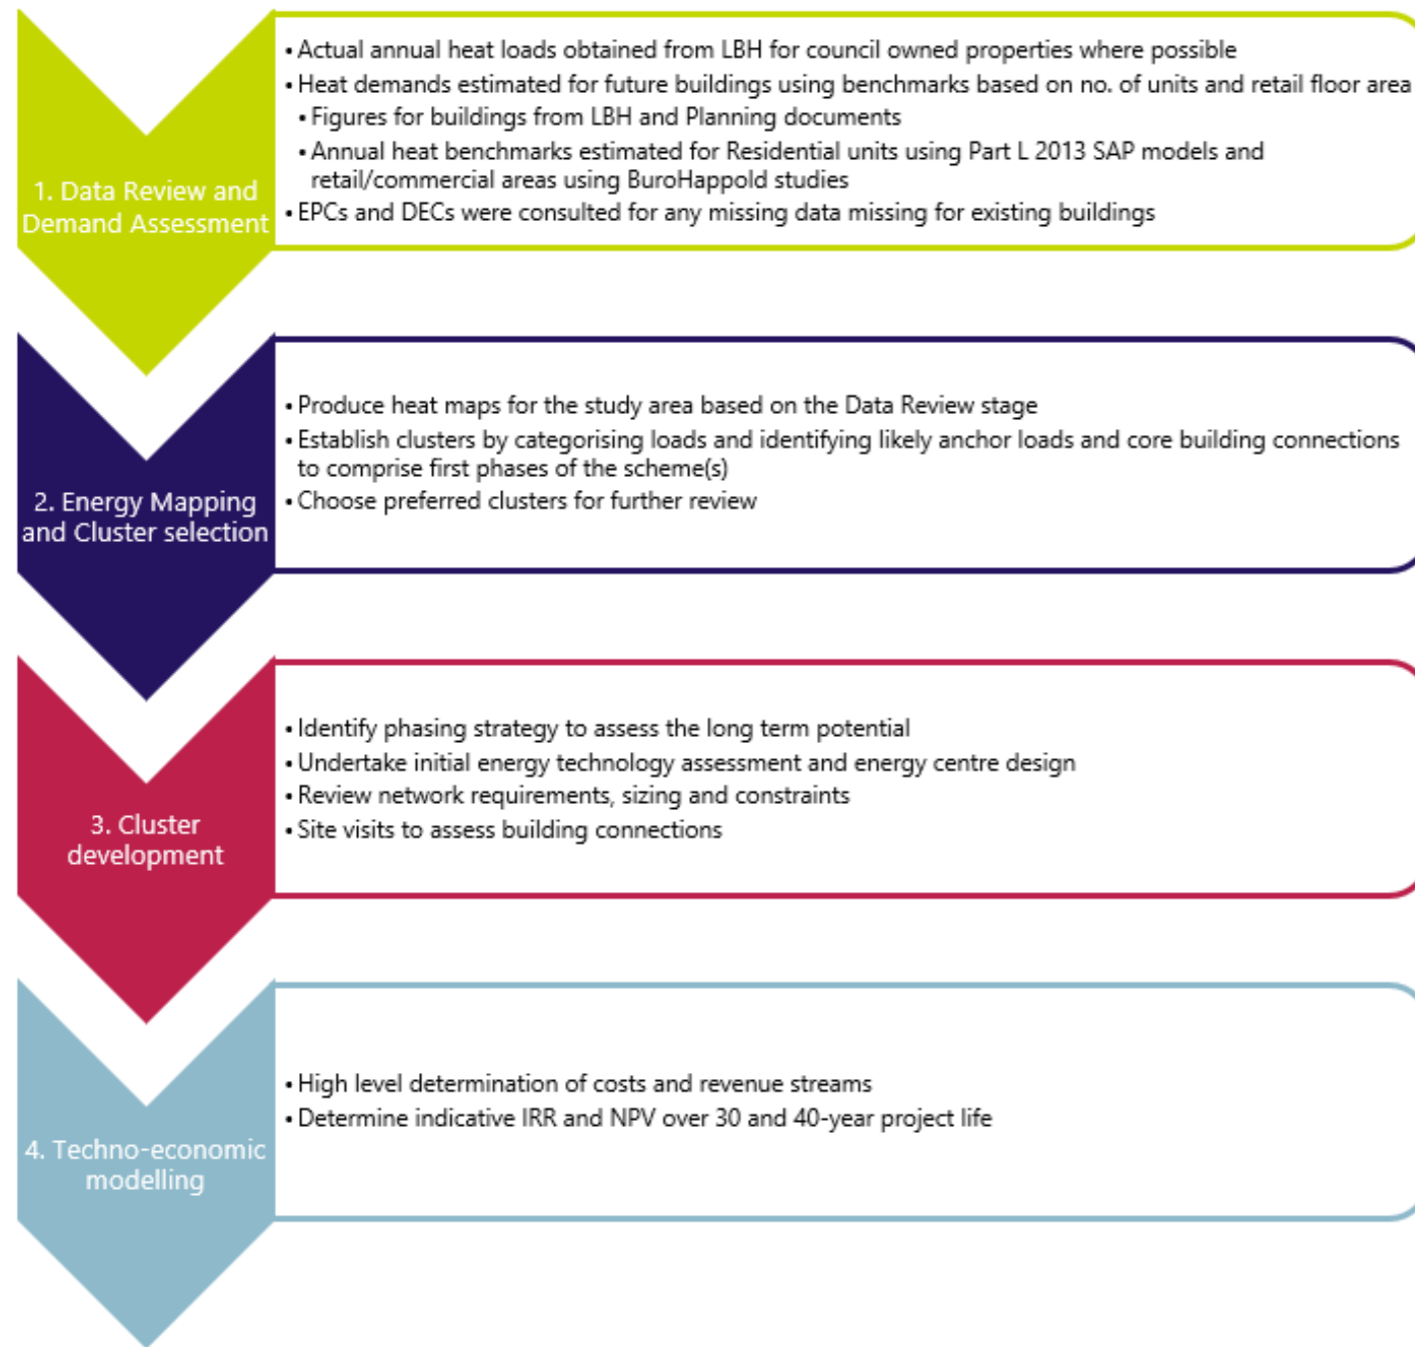 1. Data Review and
Demand Assessment
• Actual annual heat loads obtained from LBH for council owned properties where possible
• Heat demands estimated for future buildings using benchmarks based on no. of units and retail floor area
• Figures for buildings from LBH and Planning documents
• Annual heat benchmarks estimated for Residential units using Part L 2013 SAP models and
retail/commercial areas using BuroHappold studies
• EPCs and DECs were consulted for any missing data missing for existing buildings
2. Energy Mapping
and Cluster selection
• Produce heat maps for the study area based on the Data Review stage
• Establish clusters by categorising loads and identifying likely anchor loads and core building connections
to comprise first phases of the scheme(s)
• Choose preferred clusters for further review
3. Cluster
development
• Identify phasing strategy to assess the long term potential
• Undertake initial energy technology assessment and energy centre design
• Review network requirements, sizing and constraints
• Site visits to assess building connections
4. Techno-economic
modelling
• High level determination of costs and revenue streams
• Determine indicative IRR and NPV over 30 and 40-year project life